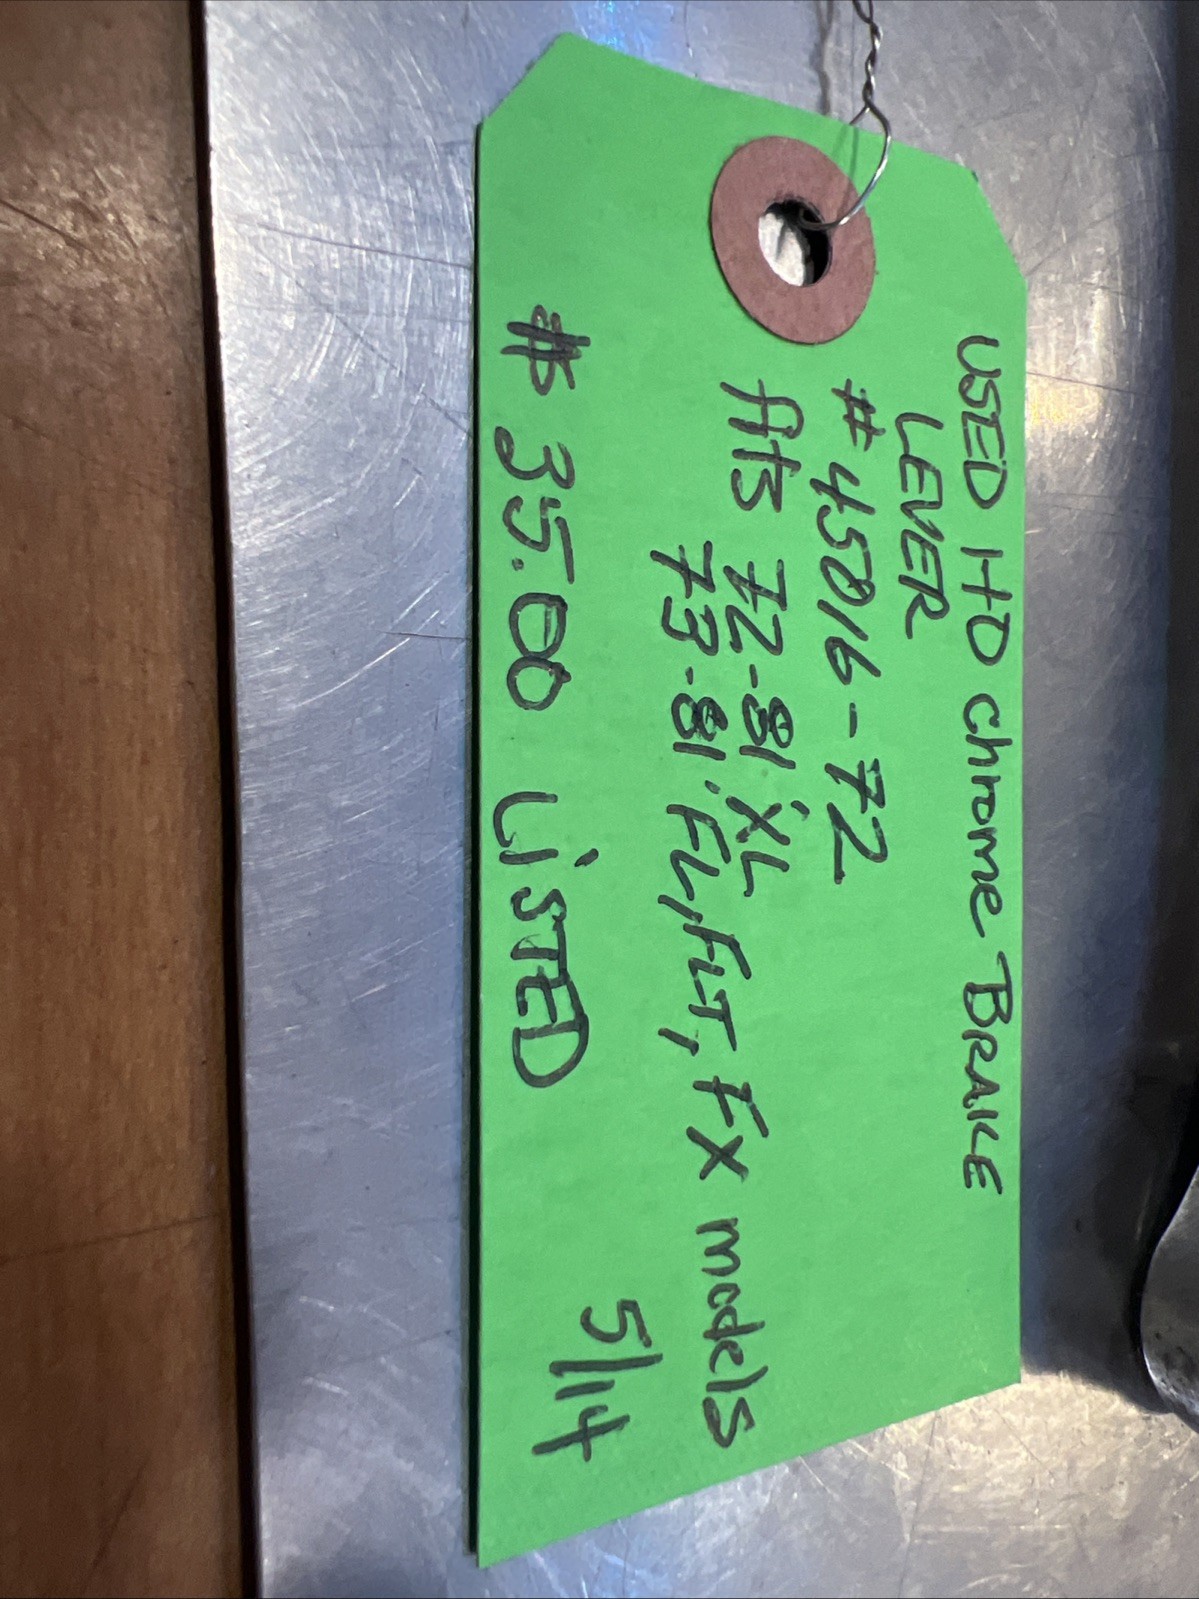 USED HD chrome BRAKE
LEVER
# 45016-72
fits 72-81 XL
73-81. FL, FLT, FX models
$ 35.00 LiSTED
5/14